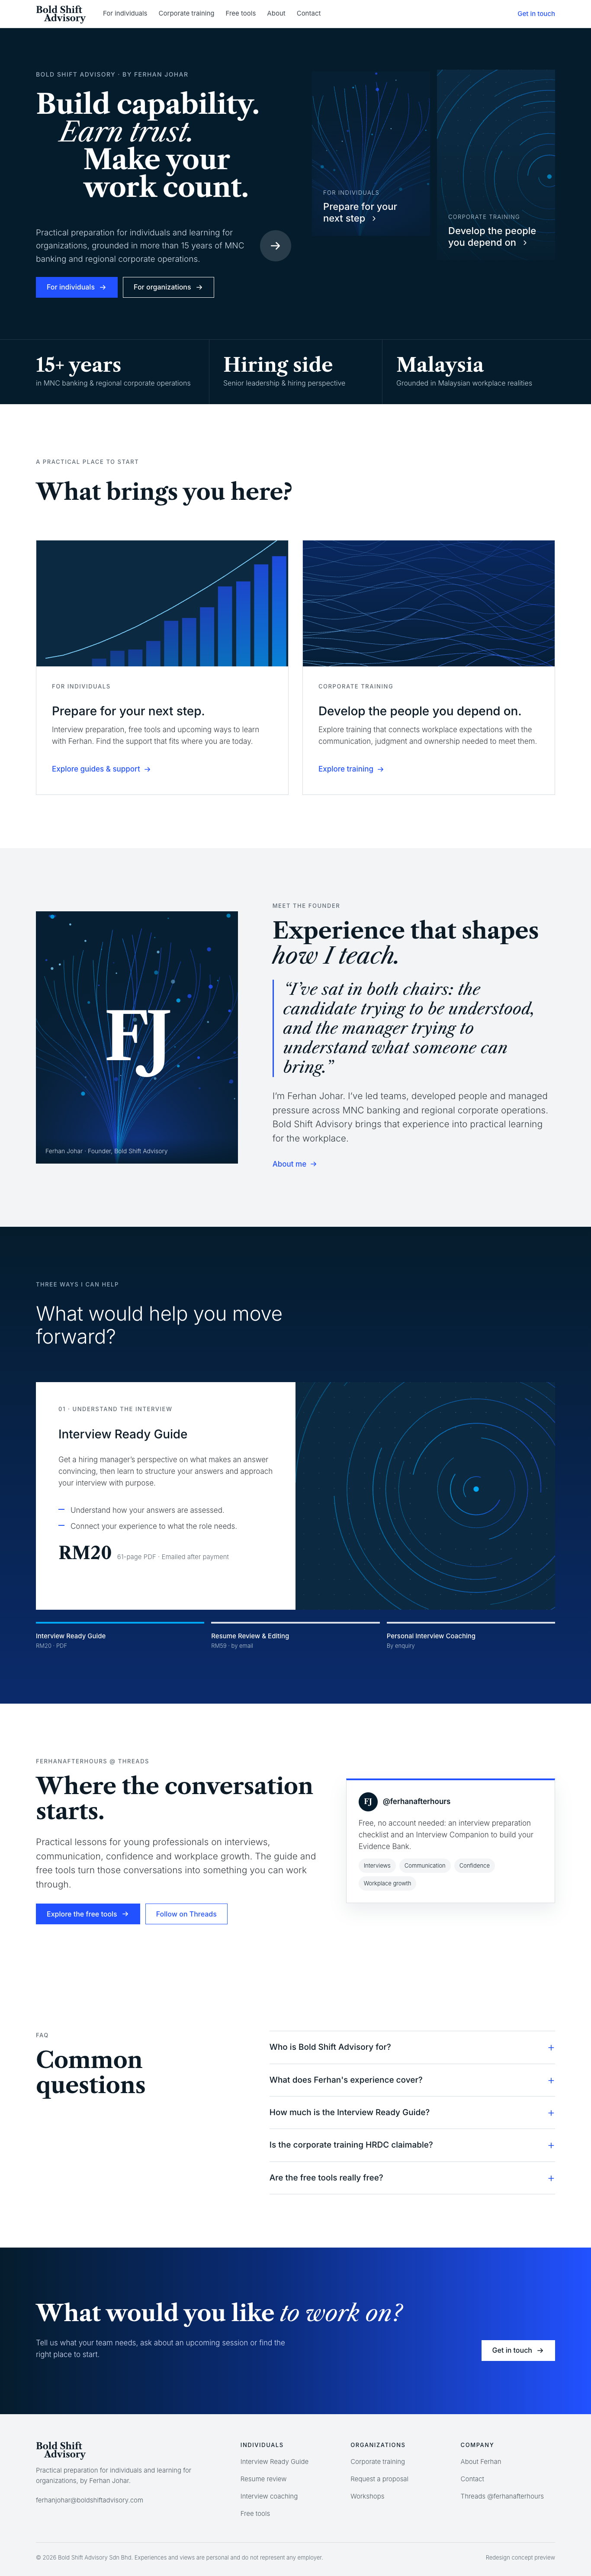 Bold Shift
Advisory
For individuals
Corporate training
Free tools
About
Contact
Get in touch
BOLD SHIFT ADVISORY · BY FERHAN JOHAR
Build capability.
Earn trust.
Make your
work count.
Practical preparation for individuals and learning for
organizations, grounded in more than 15 years of MNC
banking and regional corporate operations.
→
For individuals →
For organizations →
FOR INDIVIDUALS
Prepare for your
next step ›
CORPORATE TRAINING
Develop the people
you depend on ›
15+ years
in MNC banking & regional corporate operations
Hiring side
Senior leadership & hiring perspective
Malaysia
Grounded in Malaysian workplace realities
A PRACTICAL PLACE TO START
What brings you here?
FOR INDIVIDUALS
Prepare for your next step.
Interview preparation, free tools and upcoming ways to learn
with Ferhan. Find the support that fits where you are today.
Explore guides & support →
CORPORATE TRAINING
Develop the people you depend on.
Explore training that connects workplace expectations with the
communication, judgment and ownership needed to meet them.
Explore training →
FJ
Ferhan Johar · Founder, Bold Shift Advisory
MEET THE FOUNDER
Experience that shapes
how I teach.
“I’ve sat in both chairs: the
candidate trying to be understood,
and the manager trying to
understand what someone can
bring.”
I’m Ferhan Johar. I’ve led teams, developed people and managed
pressure across MNC banking and regional corporate operations.
Bold Shift Advisory brings that experience into practical learning
for the workplace.
About me →
THREE WAYS I CAN HELP
What would help you move
forward?
01 · UNDERSTAND THE INTERVIEW
Interview Ready Guide
Get a hiring manager’s perspective on what makes an answer
convincing, then learn to structure your answers and approach
your interview with purpose.
Understand how your answers are assessed.
Connect your experience to what the role needs.
RM20 61-page PDF · Emailed after payment
Interview Ready Guide
RM20 · PDF
Resume Review & Editing
RM59 · by email
Personal Interview Coaching
By enquiry
FERHANAFTERHOURS @ THREADS
Where the conversation
starts.
Practical lessons for young professionals on interviews,
communication, confidence and workplace growth. The guide and
free tools turn those conversations into something you can work
through.
Explore the free tools →
Follow on Threads
FJ
@ferhanafterhours
Free, no account needed: an interview preparation
checklist and an Interview Companion to build your
Evidence Bank.
Interviews
Communication
Confidence
Workplace growth
FAQ
Common
questions
Who is Bold Shift Advisory for? +
What does Ferhan's experience cover? +
How much is the Interview Ready Guide? +
Is the corporate training HRDC claimable? +
Are the free tools really free? +
What would you like to work on?
Tell us what your team needs, ask about an upcoming session or find the
right place to start.
Get in touch →
Bold Shift
Advisory
Practical preparation for individuals and learning for
organizations, by Ferhan Johar.
ferhanjohar@boldshiftadvisory.com
INDIVIDUALS
Interview Ready Guide
Resume review
Interview coaching
Free tools
ORGANIZATIONS
Corporate training
Request a proposal
Workshops
COMPANY
About Ferhan
Contact
Threads @ferhanafterhours
© 2026 Bold Shift Advisory Sdn Bhd. Experiences and views are personal and do not represent any employer.
Redesign concept preview